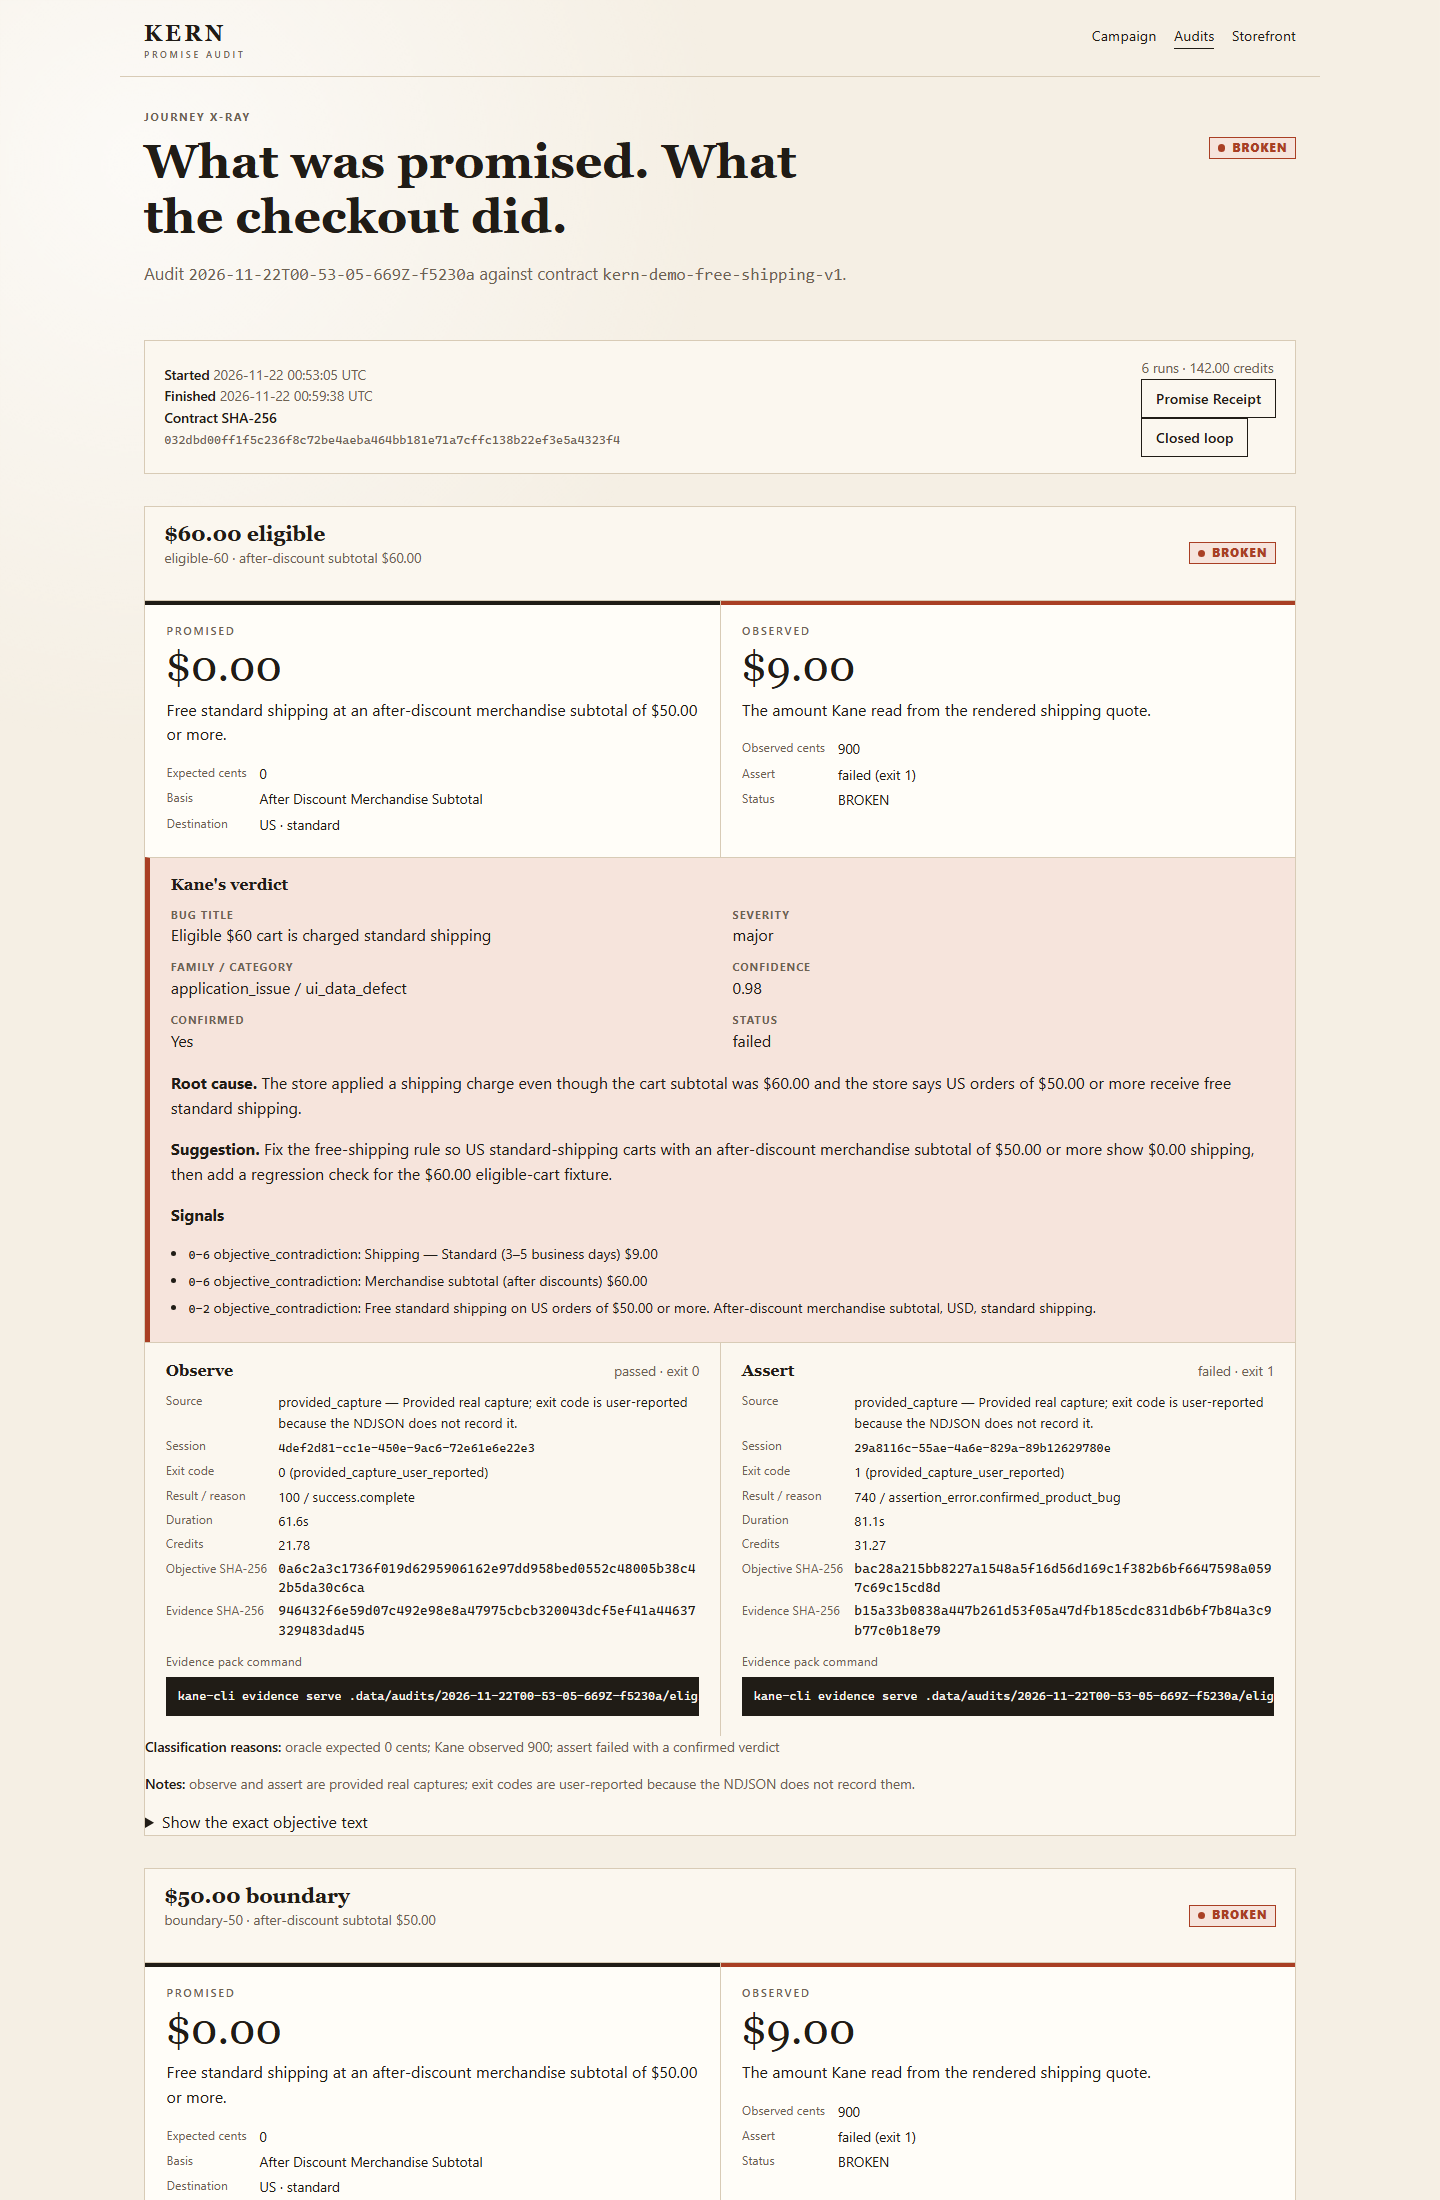 KERN
PROMISE AUDIT
Campaign Audits Storefront
JOURNEY X-RAY
What was promised. What
the checkout did.
BROKEN
Audit 2026-11-22T00-53-05-669Z-f5230a against contract kern-demo-free-shipping-v1.
Started 2026-11-22 00:53:05 UTC
Finished 2026-11-22 00:59:38 UTC
Contract SHA-256
032dbd00ff1f5c236f8c72be4aeba464bb181e71a7cffc138b22ef3e5a4323f4
6 runs · 142.00 credits
Promise Receipt
Closed loop
$60.00 eligible
eligible-60 · after-discount subtotal $60.00
BROKEN
PROMISED
$0.00
Free standard shipping at an after-discount merchandise subtotal of $50.00
or more.
Expected cents 0
Basis After Discount Merchandise Subtotal
Destination US · standard
OBSERVED
$9.00
The amount Kane read from the rendered shipping quote.
Observed cents 900
Assert failed (exit 1)
Status BROKEN
Kane's verdict
BUG TITLE
Eligible $60 cart is charged standard shipping
SEVERITY
major
FAMILY / CATEGORY
application_issue / ui_data_defect
CONFIDENCE
0.98
CONFIRMED
Yes
STATUS
failed
Root cause. The store applied a shipping charge even though the cart subtotal was $60.00 and the store says US orders of $50.00 or more receive free
standard shipping.
Suggestion. Fix the free-shipping rule so US standard-shipping carts with an after-discount merchandise subtotal of $50.00 or more show $0.00 shipping,
then add a regression check for the $60.00 eligible-cart fixture.
Signals
• 0-6 objective_contradiction: Shipping — Standard (3–5 business days) $9.00
• 0-6 objective_contradiction: Merchandise subtotal (after discounts) $60.00
• 0-2 objective_contradiction: Free standard shipping on US orders of $50.00 or more. After-discount merchandise subtotal, USD, standard shipping.
Observe passed · exit 0
Source provided_capture — Provided real capture; exit code is user-reported
because the NDJSON does not record it.
Session 4def2d81-cc1e-450e-9ac6-72e61e6e22e3
Exit code 0 (provided_capture_user_reported)
Result / reason 100 / success.complete
Duration 61.6s
Credits 21.78
Objective SHA-256 0a6c2a3c1736f019d6295906162e97dd958bed0552c48005b38c4
2b5da30c6ca
Evidence SHA-256 946432f6e59d07c492e98e8a47975cbcb320043dcf5ef41a44637
329483dad45
Evidence pack command
kane-cli evidence serve .data/audits/2026-11-22T00-53-05-669Z-f5230a/elig
Assert failed · exit 1
Source provided_capture — Provided real capture; exit code is user-reported
because the NDJSON does not record it.
Session 29a8116c-55ae-4a6e-829a-89b12629780e
Exit code 1 (provided_capture_user_reported)
Result / reason 740 / assertion_error.confirmed_product_bug
Duration 81.1s
Credits 31.27
Objective SHA-256 bac28a215bb8227a1548a5f16d56d169c1f382b6bf6647598a059
7c69c15cd8d
Evidence SHA-256 b15a33b0838a447b261d53f05a47dfb185cdc831db6bf7b84a3c9
b77c0b18e79
Evidence pack command
kane-cli evidence serve .data/audits/2026-11-22T00-53-05-669Z-f5230a/elig
Classification reasons: oracle expected 0 cents; Kane observed 900; assert failed with a confirmed verdict
Notes: observe and assert are provided real captures; exit codes are user-reported because the NDJSON does not record them.
▶ Show the exact objective text
$50.00 boundary
boundary-50 · after-discount subtotal $50.00
BROKEN
PROMISED
$0.00
Free standard shipping at an after-discount merchandise subtotal of $50.00
or more.
Expected cents 0
Basis After Discount Merchandise Subtotal
Destination US · standard
OBSERVED
$9.00
The amount Kane read from the rendered shipping quote.
Observed cents 900
Assert failed (exit 1)
Status BROKEN